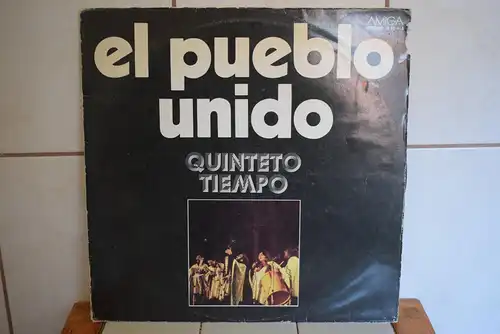 AMIGA
el pueblo
unido
QUINTETO
TIEMPO